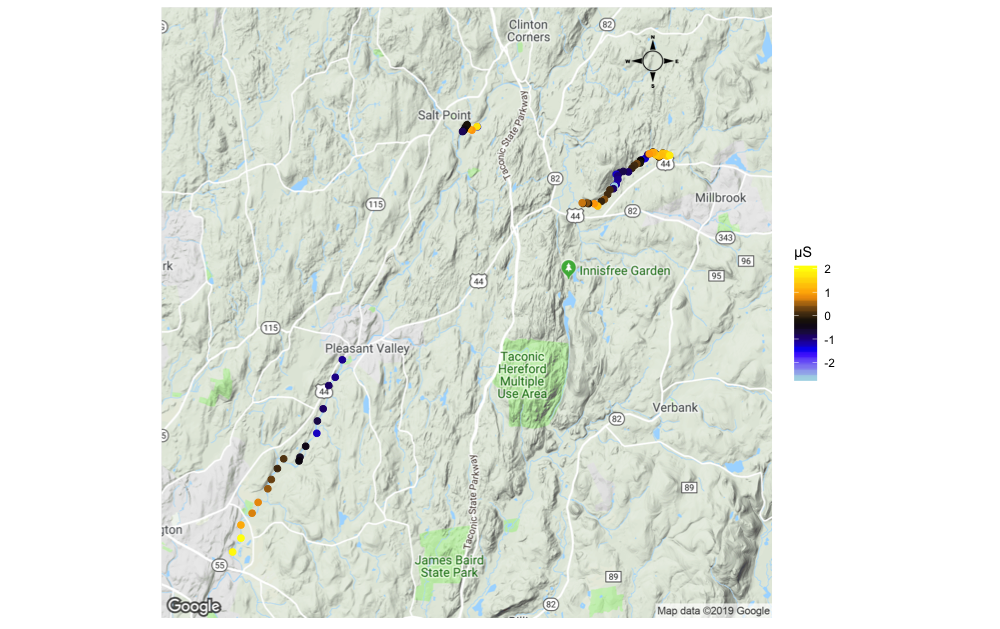 Clinton
Corners
82
N
W
E
S
Salt Point
Taconic State Parkway
44
82
Millbrook
115
82
44
343
96
Innisfree Garden
95
rk
44
115
Pleasant Valley
Taconic
Hereford
Multiple
Use Area
44
Verbank
82
Taconic State Parkway
89
gton
James Baird
State Park
55
89
82
Google
Map data ©2019 Google
µS
2
1
0
-1
-2